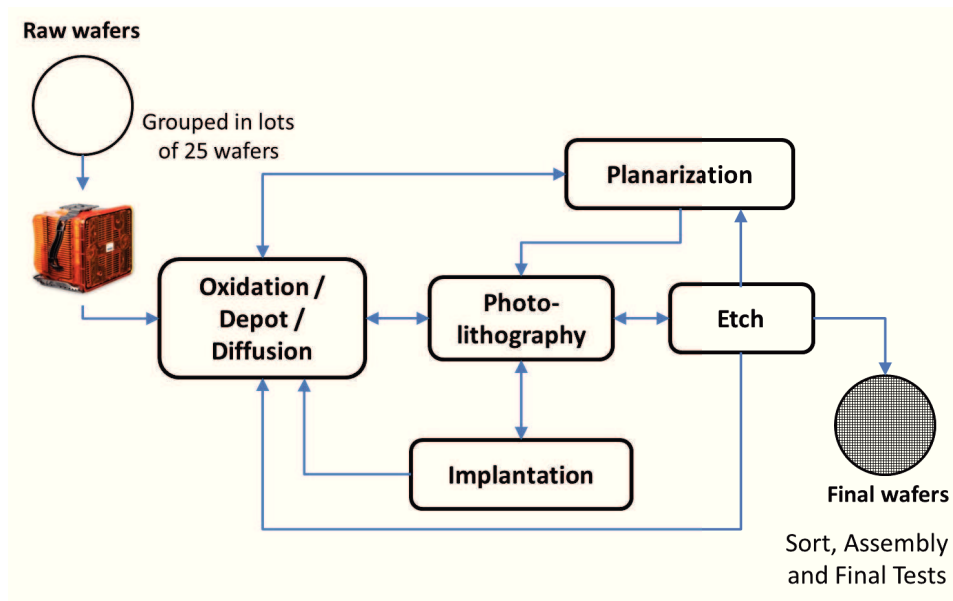 Raw wafers
Grouped in lots
of 25 wafers
Planarization
Oxidation /
Depot /
Diffusion
Photo-
lithography
Etch
Implantation
Final wafers
Sort, Assembly
and Final Tests